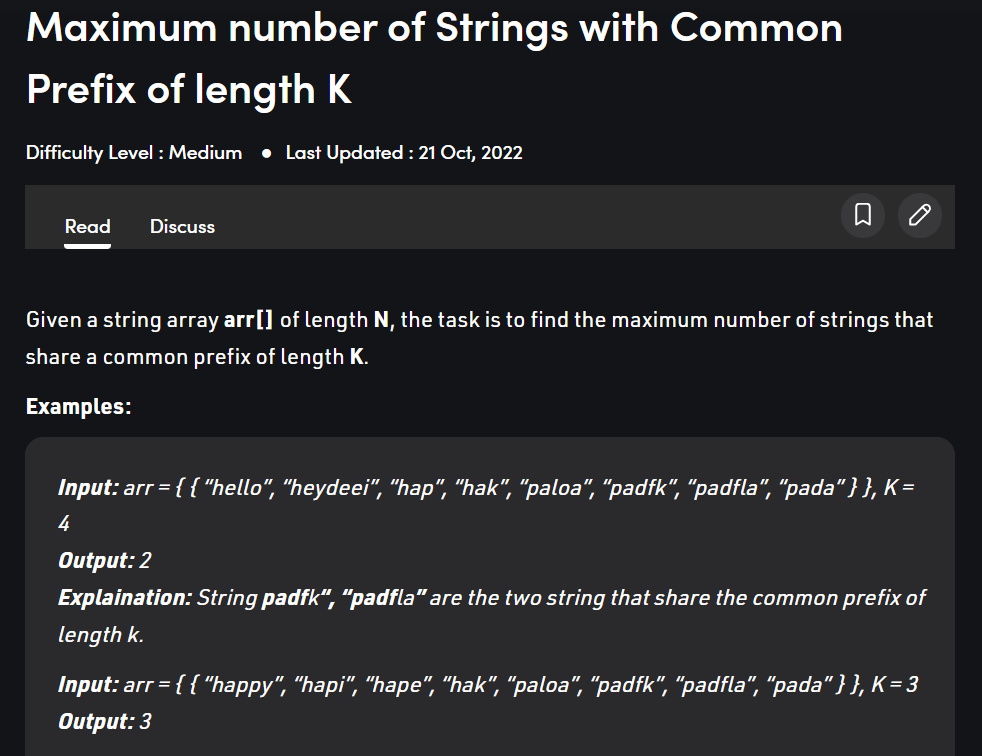 Maximum number of Strings with Common
Prefix of length K
Difficulty Level : Medium ● Last Updated : 21 Oct, 2022
Read Discuss
Given a string array arr[] of length N, the task is to find the maximum number of strings that
share a common prefix of length K.
Examples:
Input: arr = { { “hello”, “heydeei”, “hap”, “hak”, “paloa”, “padfk”, “padfla”, “pada” } }, K =
4
Output: 2
Explaination: String padfk“, “padfla” are the two string that share the common prefix of
length k.
Input: arr = { { “happy”, “hapi”, “hape”, “hak”, “paloa”, “padfk”, “padfla”, “pada” } }, K = 3
Output: 3